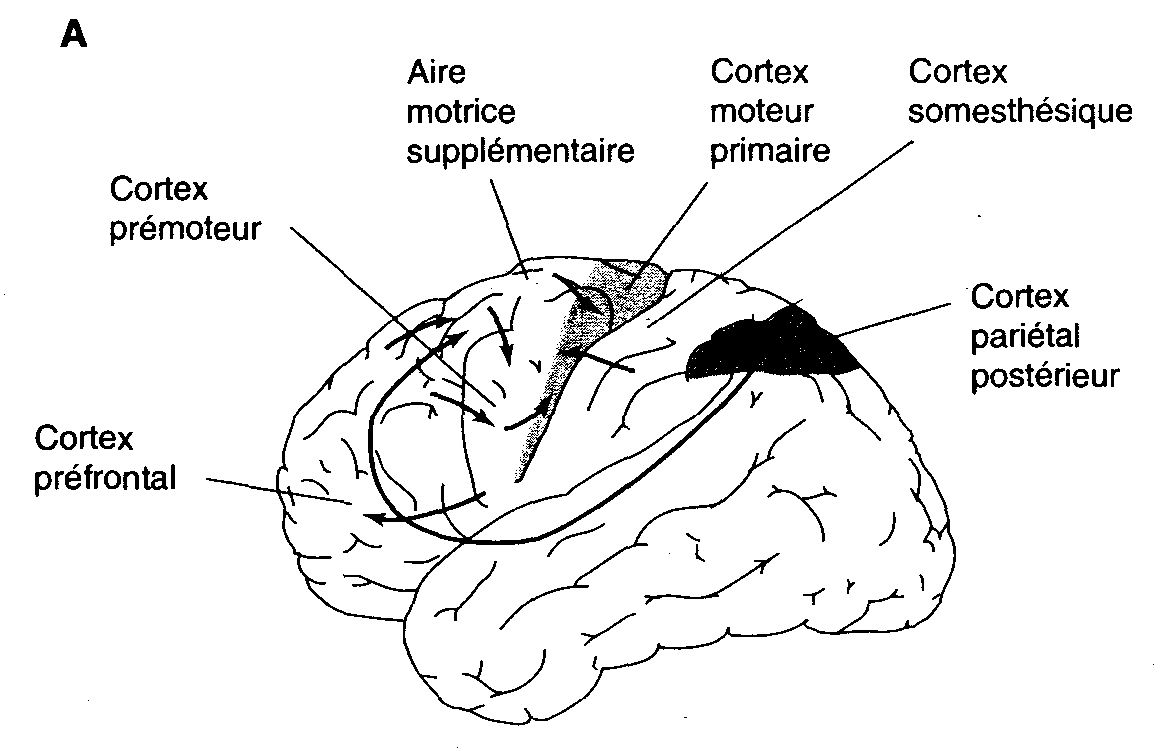 A
Aire
motrice
supplémentaire
Cortex
moteur
primaire
Cortex
somesthésique
Cortex
prémoteur
Cortex
pariétal
postérieur
Cortex
préfrontal